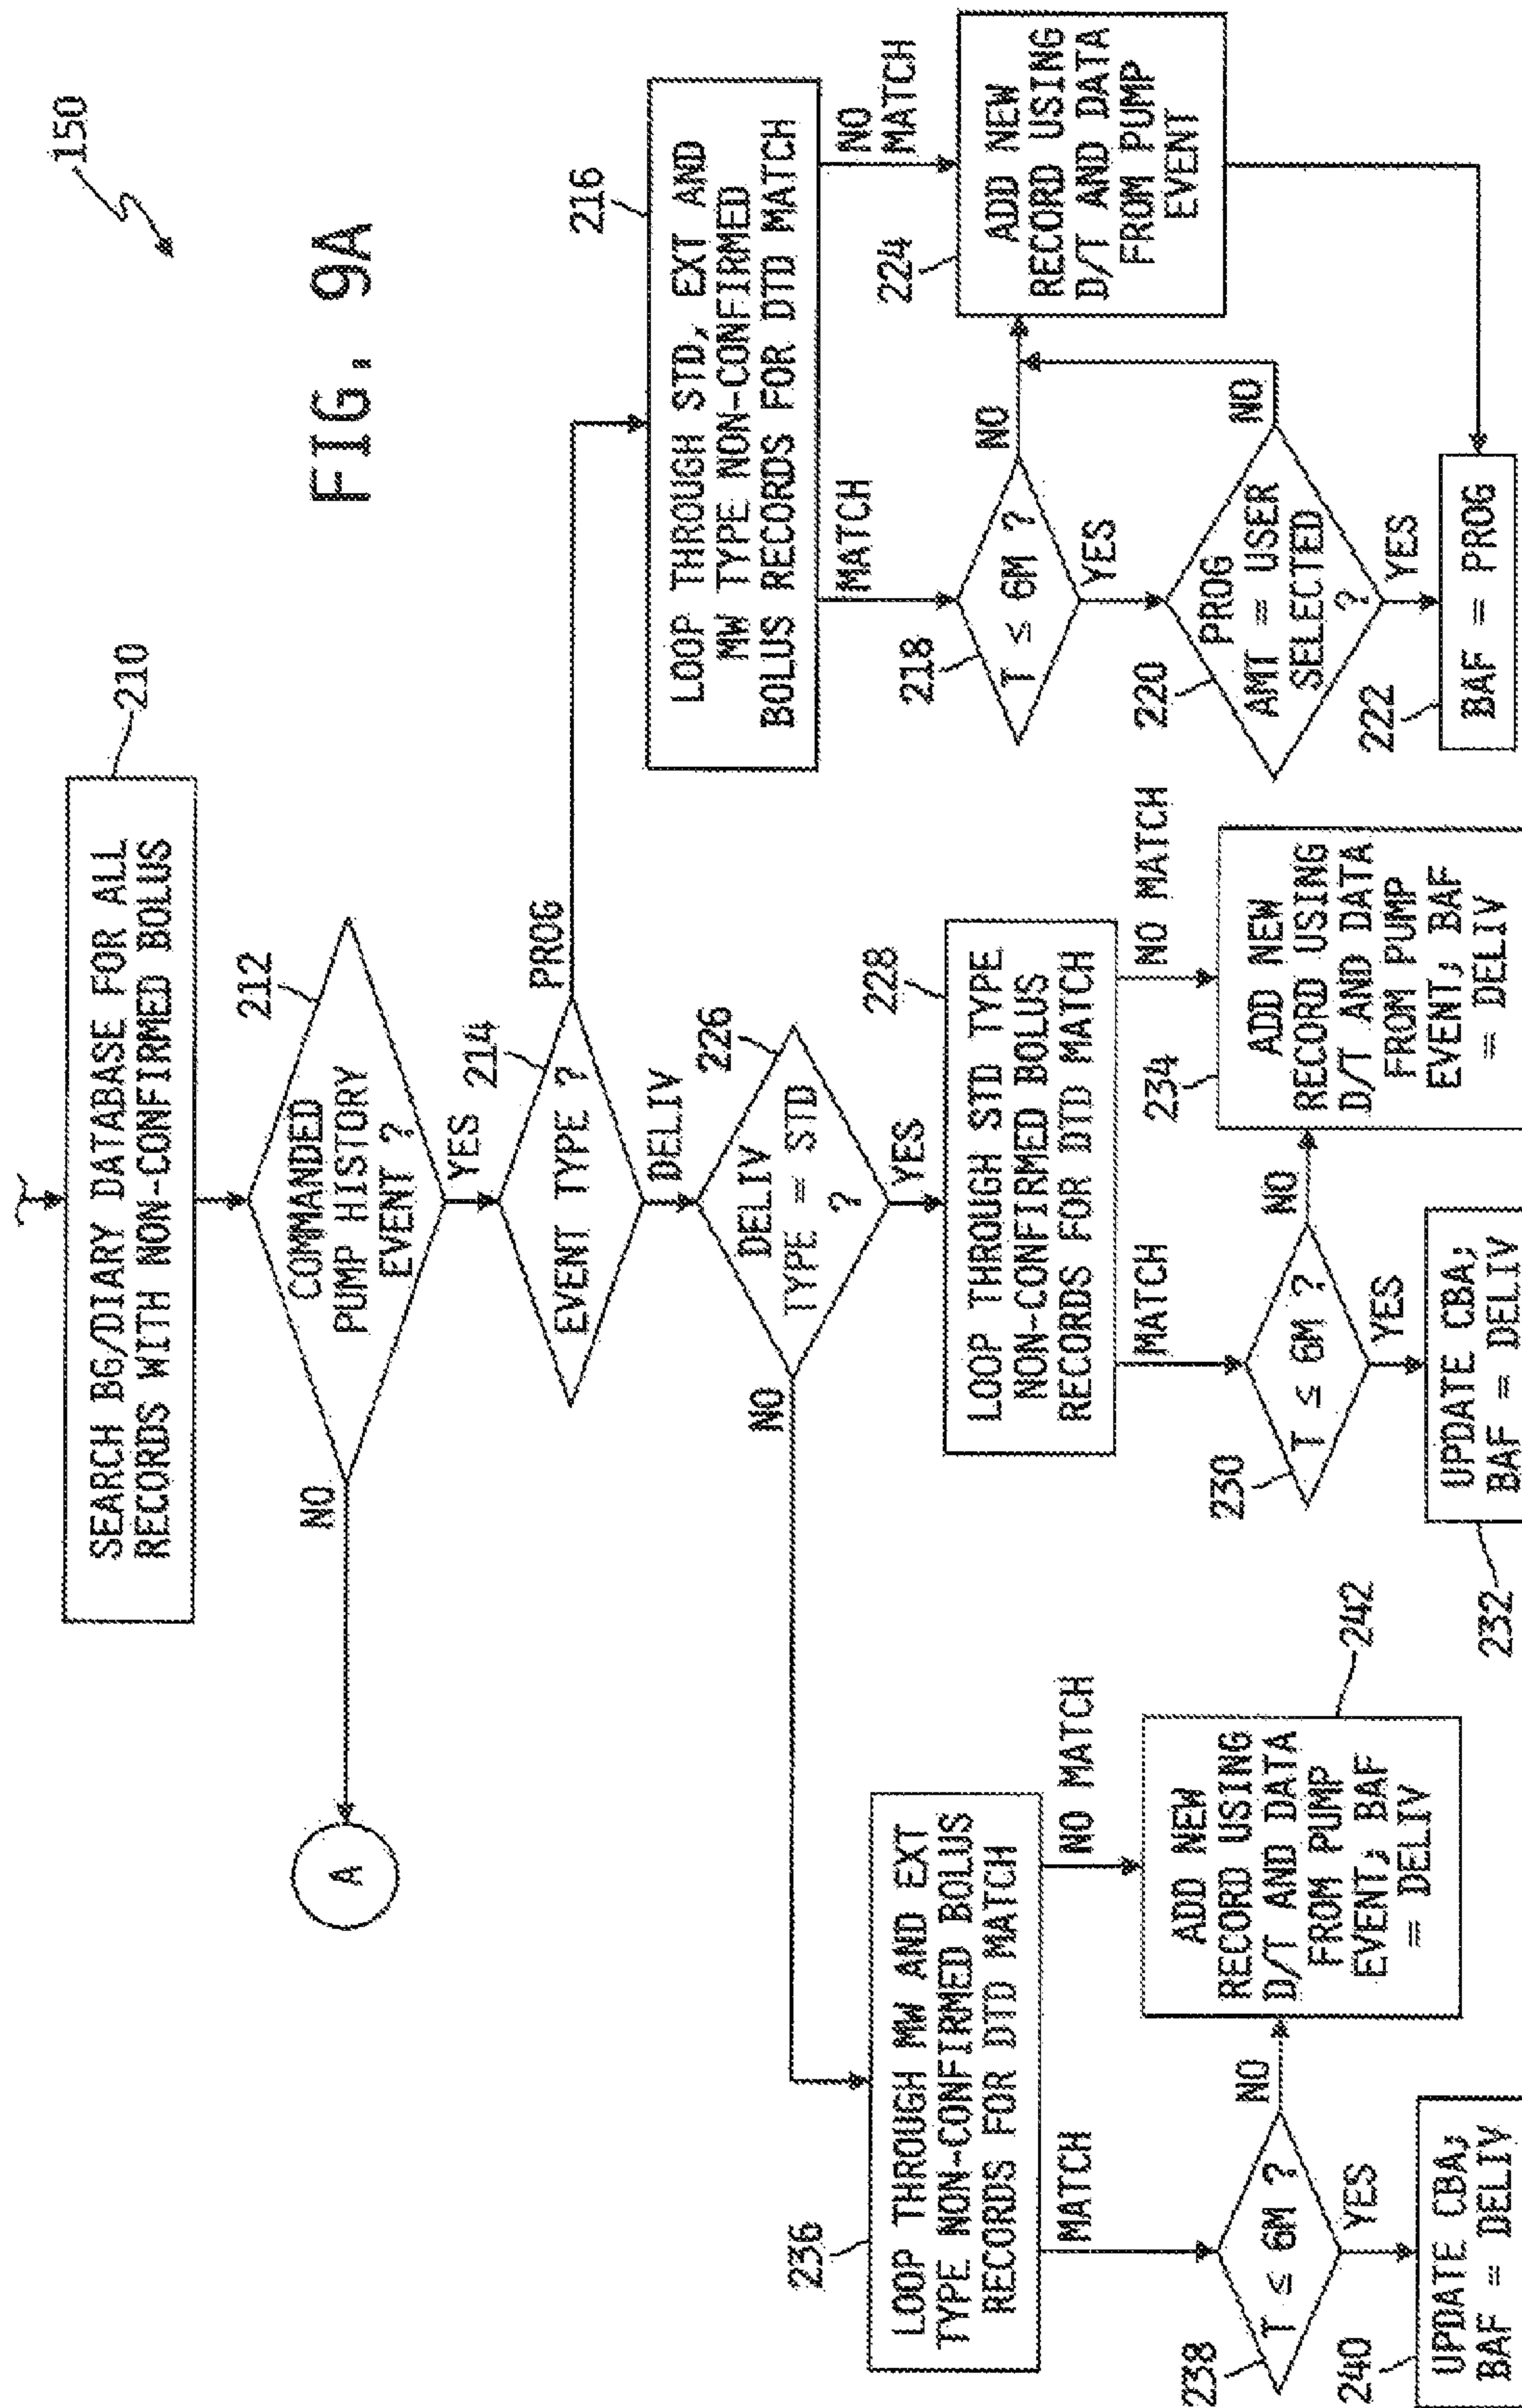 150
FIG. 9A
210
SEARCH BG/DIARY DATABASE FOR ALL
RECORDS WITH NON-CONFIRMED BOLUS
212
COMMANDED
PUMP HISTORY
EVENT ?
NO
YES
A
214
EVENT TYPE ?
PROG
DELIV
216
LOOP THROUGH STD, EXT AND
MW TYPE NON-CONFIRMED
BOLUS RECORDS FOR DTD MATCH
MATCH
NO
MATCH
218
T ≤ 6M ?
NO
YES
220
PROG
AMT = USER
SELECTED
?
NO
YES
222
BAF = PROG
224
ADD NEW
RECORD USING
D/T AND DATA
FROM PUMP
EVENT
226
DELIV
TYPE = STD
?
NO
YES
228
LOOP THROUGH STD TYPE
NON-CONFIRMED BOLUS
RECORDS FOR DTD MATCH
MATCH
NO MATCH
230
T ≤ 6M ?
NO
YES
232
UPDATE CBA;
BAF = DELIV
234
ADD NEW
RECORD USING
D/T AND DATA
FROM PUMP
EVENT; BAF
= DELIV
236
LOOP THROUGH MW AND EXT
TYPE NON-CONFIRMED BOLUS
RECORDS FOR DTD MATCH
MATCH
NO MATCH
238
T ≤ 6M ?
NO
YES
240
UPDATE CBA;
BAF = DELIV
242
ADD NEW
RECORD USING
D/T AND DATA
FROM PUMP
EVENT; BAF
= DELIV